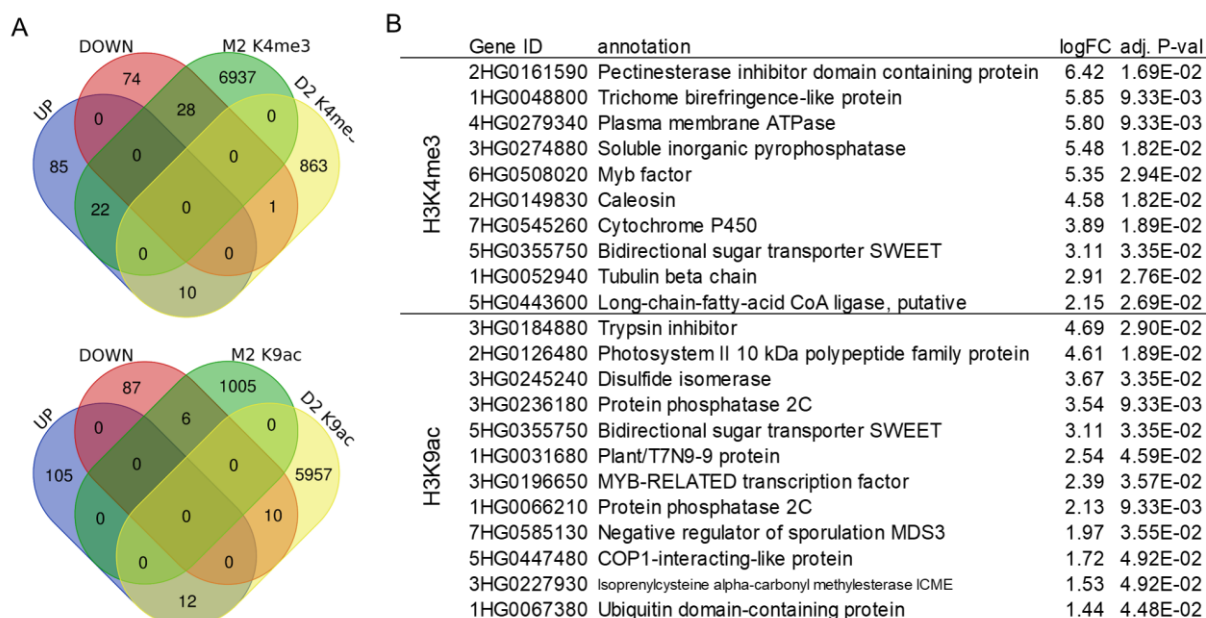 A
DOWN
M2 K4me3
UP
D2 K4me
74
6937
0
28
0
85
0
0
863
22
0
1
0
0
10
DOWN
M2 K9ac
UP
D2 K9ac
87
1005
0
6
0
105
0
0
5957
0
0
10
0
0
12
B
Gene ID annotation logFC adj. P-val
H3K4me3
2HG0161590 Pectinesterase inhibitor domain containing protein 6.42 1.69E-02
1HG0048800 Trichome birefringence-like protein 5.85 9.33E-03
4HG0279340 Plasma membrane ATPase 5.80 9.33E-03
3HG0274880 Soluble inorganic pyrophosphatase 5.48 1.82E-02
6HG0508020 Myb factor 5.35 2.94E-02
2HG0149830 Caleosin 4.58 1.82E-02
7HG0545260 Cytochrome P450 3.89 1.89E-02
5HG0355750 Bidirectional sugar transporter SWEET 3.11 3.35E-02
1HG0052940 Tubulin beta chain 2.91 2.76E-02
5HG0443600 Long-chain-fatty-acid CoA ligase, putative 2.15 2.69E-02
H3K9ac
3HG0184880 Trypsin inhibitor 4.69 2.90E-02
2HG0126480 Photosystem II 10 kDa polypeptide family protein 4.61 1.89E-02
3HG0245240 Disulfide isomerase 3.67 3.35E-02
3HG0236180 Protein phosphatase 2C 3.54 9.33E-03
5HG0355750 Bidirectional sugar transporter SWEET 3.11 3.35E-02
1HG0031680 Plant/T7N9-9 protein 2.54 4.59E-02
3HG0196650 MYB-RELATED transcription factor 2.39 3.57E-02
1HG0066210 Protein phosphatase 2C 2.13 9.33E-03
7HG0585130 Negative regulator of sporulation MDS3 1.97 3.55E-02
5HG0447480 COP1-interacting-like protein 1.72 4.92E-02
3HG0227930 Isoprenylcysteine alpha-carbonyl methylesterase ICME 1.53 4.92E-02
1HG0067380 Ubiquitin domain-containing protein 1.44 4.48E-02